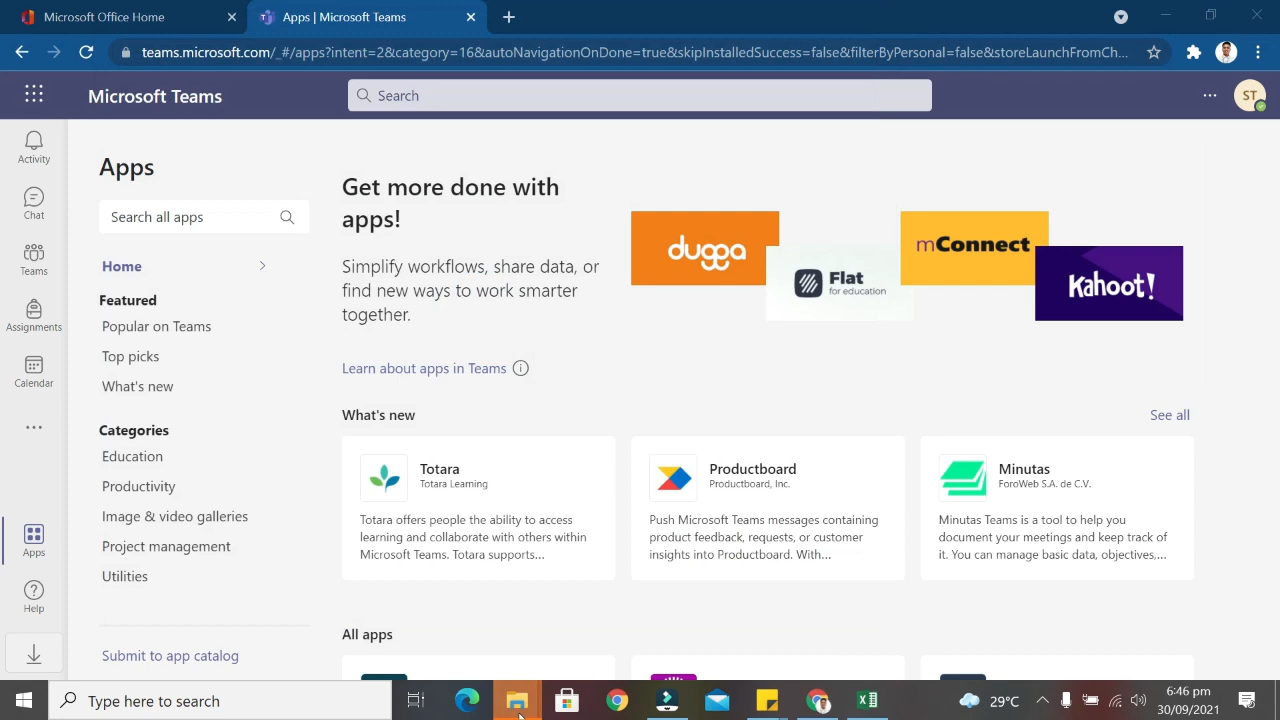 Microsoft Office Home
Apps | Microsoft Teams
teams.microsoft.com/_#/apps?intent=2&category=16&autoNavigationOnDone=true&skipInstalledSuccess=false&filterByPersonal=false&storeLaunchFromCh...
Microsoft Teams
Search
ST
Activity
Chat
Teams
Assignments
Calendar
Apps
Help
Apps
Search all apps
Home
Featured
Popular on Teams
Top picks
What's new
Categories
Education
Productivity
Image & video galleries
Project management
Utilities
Submit to app catalog
Get more done with
apps!
Simplify workflows, share data, or
find new ways to work smarter
together.
Learn about apps in Teams
dugga
Flat
for education
mConnect
Kahoot!
What's new
See all
Totara
Totara Learning
Totara offers people the ability to access
learning and collaborate with others within
Microsoft Teams. Totara supports...
Productboard
Productboard, Inc.
Push Microsoft Teams messages containing
product feedback, requests, or customer
insights into Productboard. With...
Minutas
ForoWeb S.A. de C.V.
Minutas Teams is a tool to help you
document your meetings and keep track of
it. You can manage basic data, objectives,...
All apps
Type here to search
29°C
6:46 pm
30/09/2021